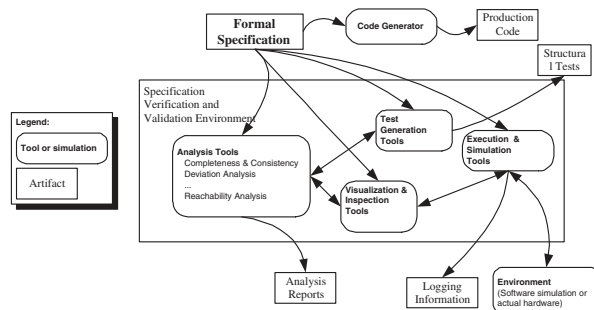 Formal
Specification
Code Generator
Production
Code
Structura
l Tests
Specification
Verification and
Validation Environment
Legend:
Tool or simulation
Artifact
Test
Generation
Tools
Analysis Tools
Completeness & Consistency
Deviation Analysis
...
Reachability Analysis
Execution &
Simulation
Tools
Visualization &
Inspection
Tools
Analysis
Reports
Logging
Information
Environment
(Software simulation or
actual hardware)